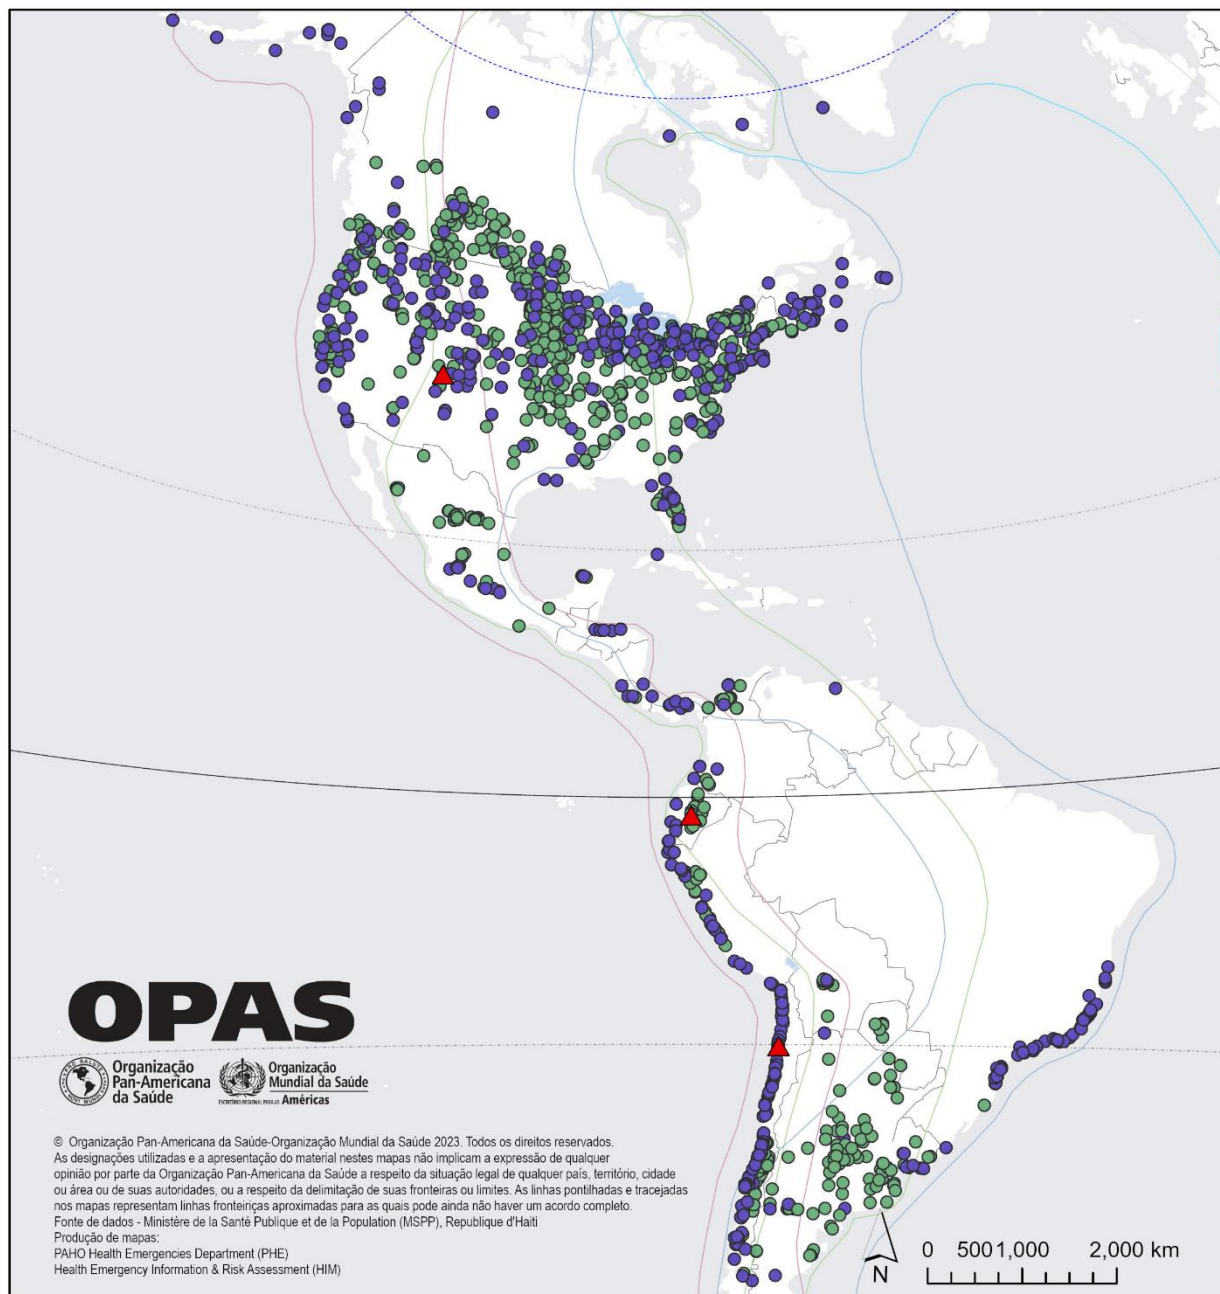 OPAS
Organização
Pan-Americana
da Saúde
Organização
Mundial da Saúde
ESCRITÓRIO REGIONAL PARA AS Américas
© Organização Pan-Americana da Saúde-Organização Mundial da Saúde 2023. Todos os direitos reservados.
As designações utilizadas e a apresentação do material nestes mapas não implicam a expressão de qualquer
opinião por parte da Organização Pan-Americana da Saúde a respeito da situação legal de qualquer país, território, cidade
ou área ou de suas autoridades, ou a respeito da delimitação de suas fronteiras ou limites. As linhas pontilhadas e tracejadas
nos mapas representam linhas fronteiriças aproximadas para as quais pode ainda não haver um acordo completo.
Fonte de dados - Ministère de la Santé Publique et de la Population (MSPP), Republique d'Haiti
Produção de mapas:
PAHO Health Emergencies Department (PHE)
Health Emergency Information & Risk Assessment (HIM)
N
0 500 1,000 2,000 km